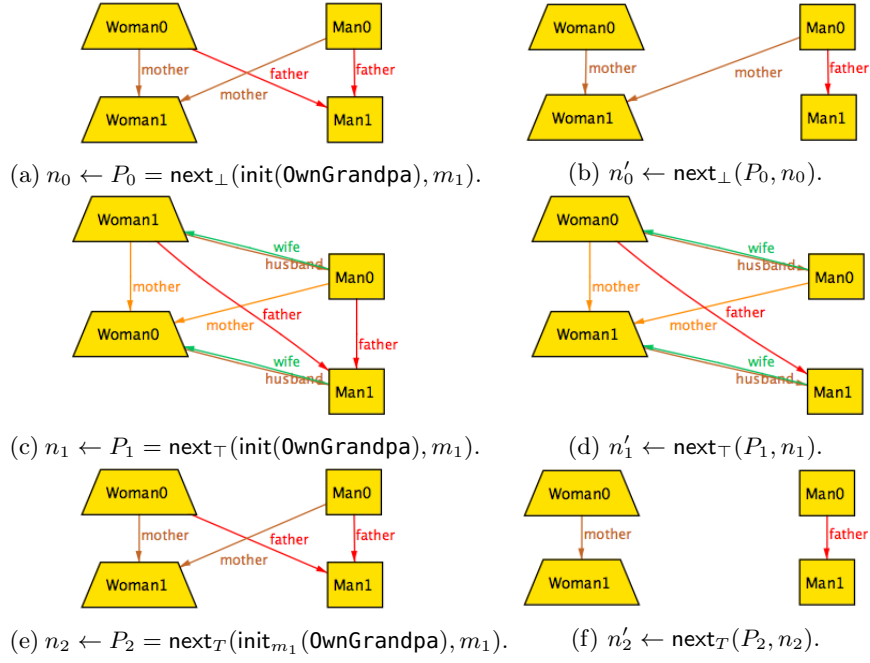 Woman0 Man0 Woman0 Man0
mother father father mother mother father
mother
Woman1 Man1 Woman1 Man1
(a) n₀ ← P₀ = next⊥(init(OwnGrandpa), m₁). (b) n′₀ ← next⊥(P₀, n₀).
Woman1 Woman0
wife wife
husband Man0 husband Man0
mother mother
mother father mother father
father
Woman0 Woman1
wife wife
husband Man1 husband Man1
(c) n₁ ← P₁ = next⊤(init(OwnGrandpa), m₁). (d) n′₁ ← next⊤(P₁, n₁).
Woman0 Man0 Woman0 Man0
mother father father mother father
mother
Woman1 Man1 Woman1 Man1
(e) n₂ ← P₂ = next_T(init_m₁(OwnGrandpa), m₁). (f) n′₂ ← next_T(P₂, n₂).